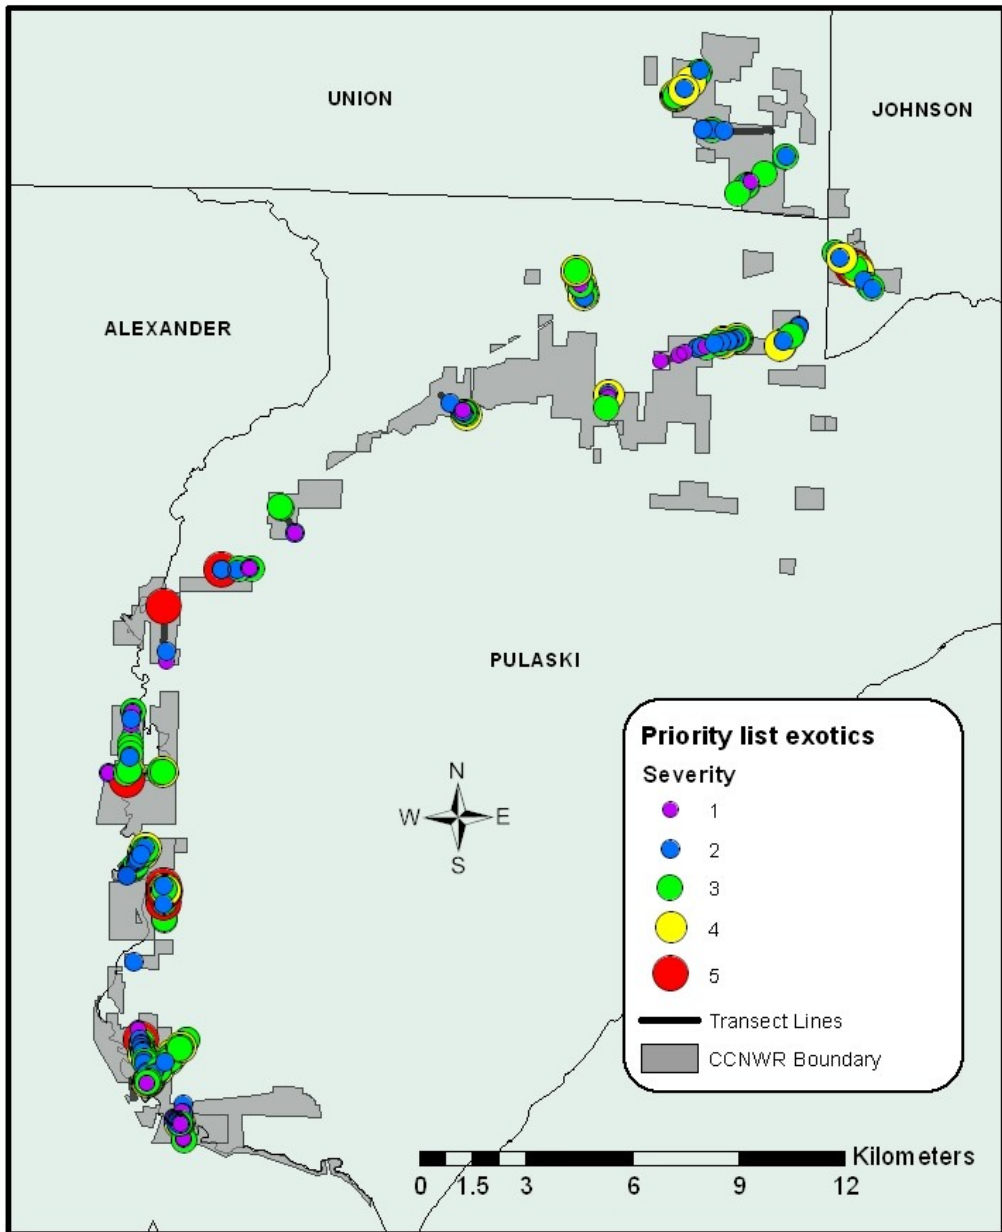 UNION
JOHNSON
ALEXANDER
PULASKI
Priority list exotics
Severity
1
2
3
4
5
Transect Lines
CCNWR Boundary
N
W E
S
Kilometers
0 1.5 3 6 9 12